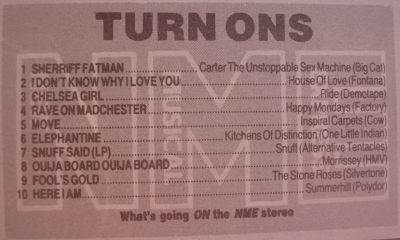 TURN ONS
1 SHERRIFF FATMAN............Carter The Unstoppable Sex Machine (Big Cat)
2 I DON'T KNOW WHY I LOVE YOU............House Of Love (Fontana)
3 CHELSEA GIRL............Ride (Demotape)
4 RAVE ON MADCHESTER............Happy Mondays (Factory)
5 MOVE............Inspiral Carpets (Cow)
6 ELEPHANTINE............Kitchens Of Distinction (One Little Indian)
7 SNUFF SAID (LP)............Snuff (Alternative Tentacles)
8 OUIJA BOARD OUIJA BOARD............Morrissey (HMV)
9 FOOL'S GOLD............The Stone Roses (Silvertone)
10 HERE I AM............Summerhill (Polydor)
What's going ON the NME stereo
NME
MUSICAL